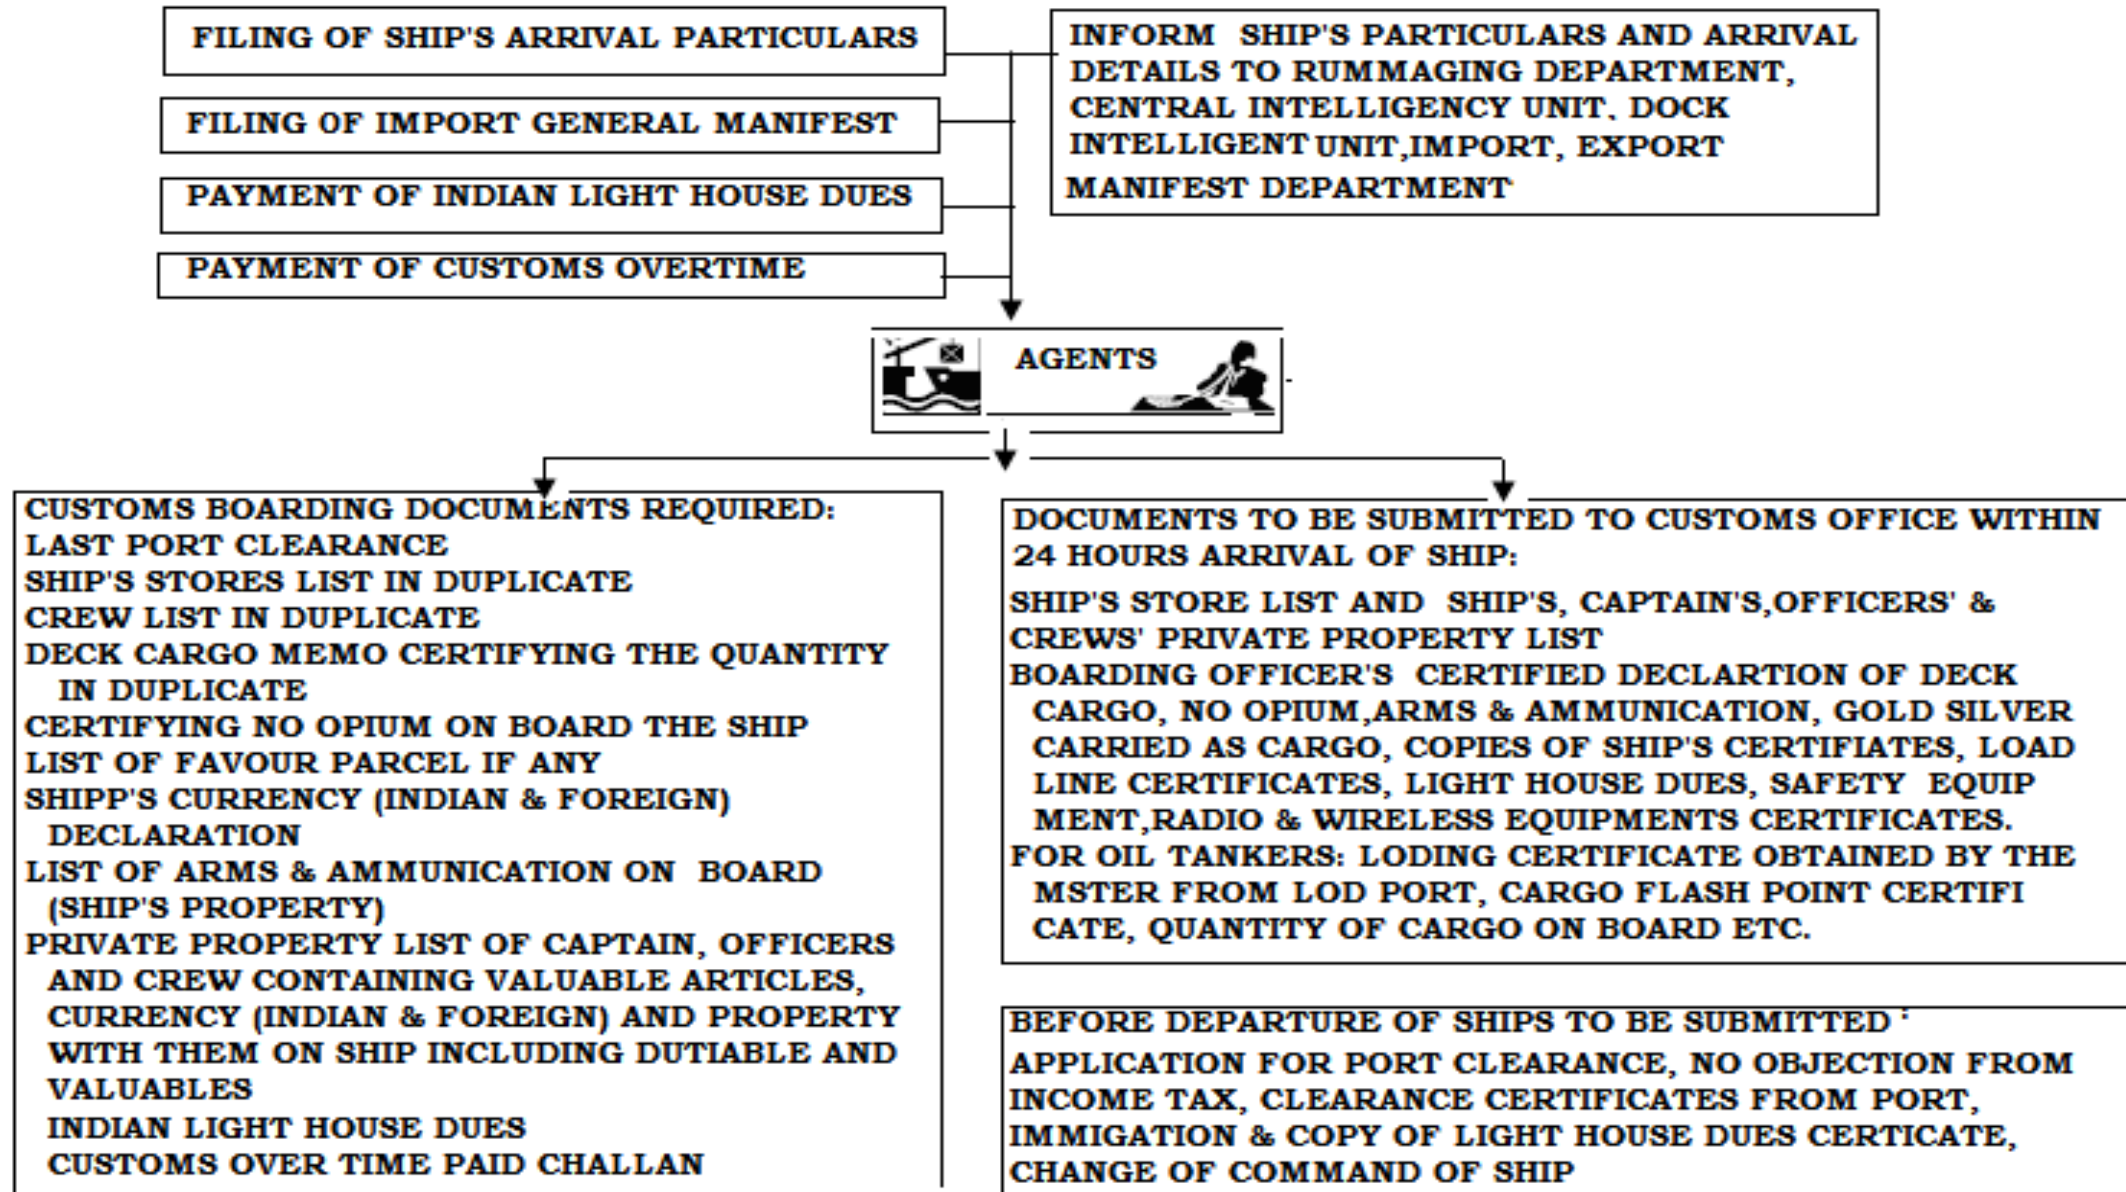 FILING OF SHIP'S ARRIVAL PARTICULARS
FILING OF IMPORT GENERAL MANIFEST
PAYMENT OF INDIAN LIGHT HOUSE DUES
PAYMENT OF CUSTOMS OVERTIME
INFORM SHIP'S PARTICULARS AND ARRIVAL
DETAILS TO RUMMAGING DEPARTMENT,
CENTRAL INTELLIGENCY UNIT. DOCK
INTELLIGENT UNIT,IMPORT, EXPORT
MANIFEST DEPARTMENT
AGENTS
CUSTOMS BOARDING DOCUMENTS REQUIRED:
LAST PORT CLEARANCE
SHIP'S STORES LIST IN DUPLICATE
CREW LIST IN DUPLICATE
DECK CARGO MEMO CERTIFYING THE QUANTITY
IN DUPLICATE
CERTIFYING NO OPIUM ON BOARD THE SHIP
LIST OF FAVOUR PARCEL IF ANY
SHIPP'S CURRENCY (INDIAN & FOREIGN)
DECLARATION
LIST OF ARMS & AMMUNICATION ON BOARD
(SHIP'S PROPERTY)
PRIVATE PROPERTY LIST OF CAPTAIN, OFFICERS
AND CREW CONTAINING VALUABLE ARTICLES,
CURRENCY (INDIAN & FOREIGN) AND PROPERTY
WITH THEM ON SHIP INCLUDING DUTIABLE AND
VALUABLES
INDIAN LIGHT HOUSE DUES
CUSTOMS OVER TIME PAID CHALLAN
DOCUMENTS TO BE SUBMITTED TO CUSTOMS OFFICE WITHIN
24 HOURS ARRIVAL OF SHIP:
SHIP'S STORE LIST AND SHIP'S, CAPTAIN'S,OFFICERS' &
CREWS' PRIVATE PROPERTY LIST
BOARDING OFFICER'S CERTIFIED DECLARTION OF DECK
CARGO, NO OPIUM,ARMS & AMMUNICATION, GOLD SILVER
CARRIED AS CARGO, COPIES OF SHIP'S CERTIFIATES, LOAD
LINE CERTIFICATES, LIGHT HOUSE DUES, SAFETY EQUIP
MENT,RADIO & WIRELESS EQUIPMENTS CERTIFICATES.
FOR OIL TANKERS: LODING CERTIFICATE OBTAINED BY THE
MSTER FROM LOD PORT, CARGO FLASH POINT CERTIFI
CATE, QUANTITY OF CARGO ON BOARD ETC.
BEFORE DEPARTURE OF SHIPS TO BE SUBMITTED :
APPLICATION FOR PORT CLEARANCE, NO OBJECTION FROM
INCOME TAX, CLEARANCE CERTIFICATES FROM PORT,
IMMIGATION & COPY OF LIGHT HOUSE DUES CERTICATE,
CHANGE OF COMMAND OF SHIP